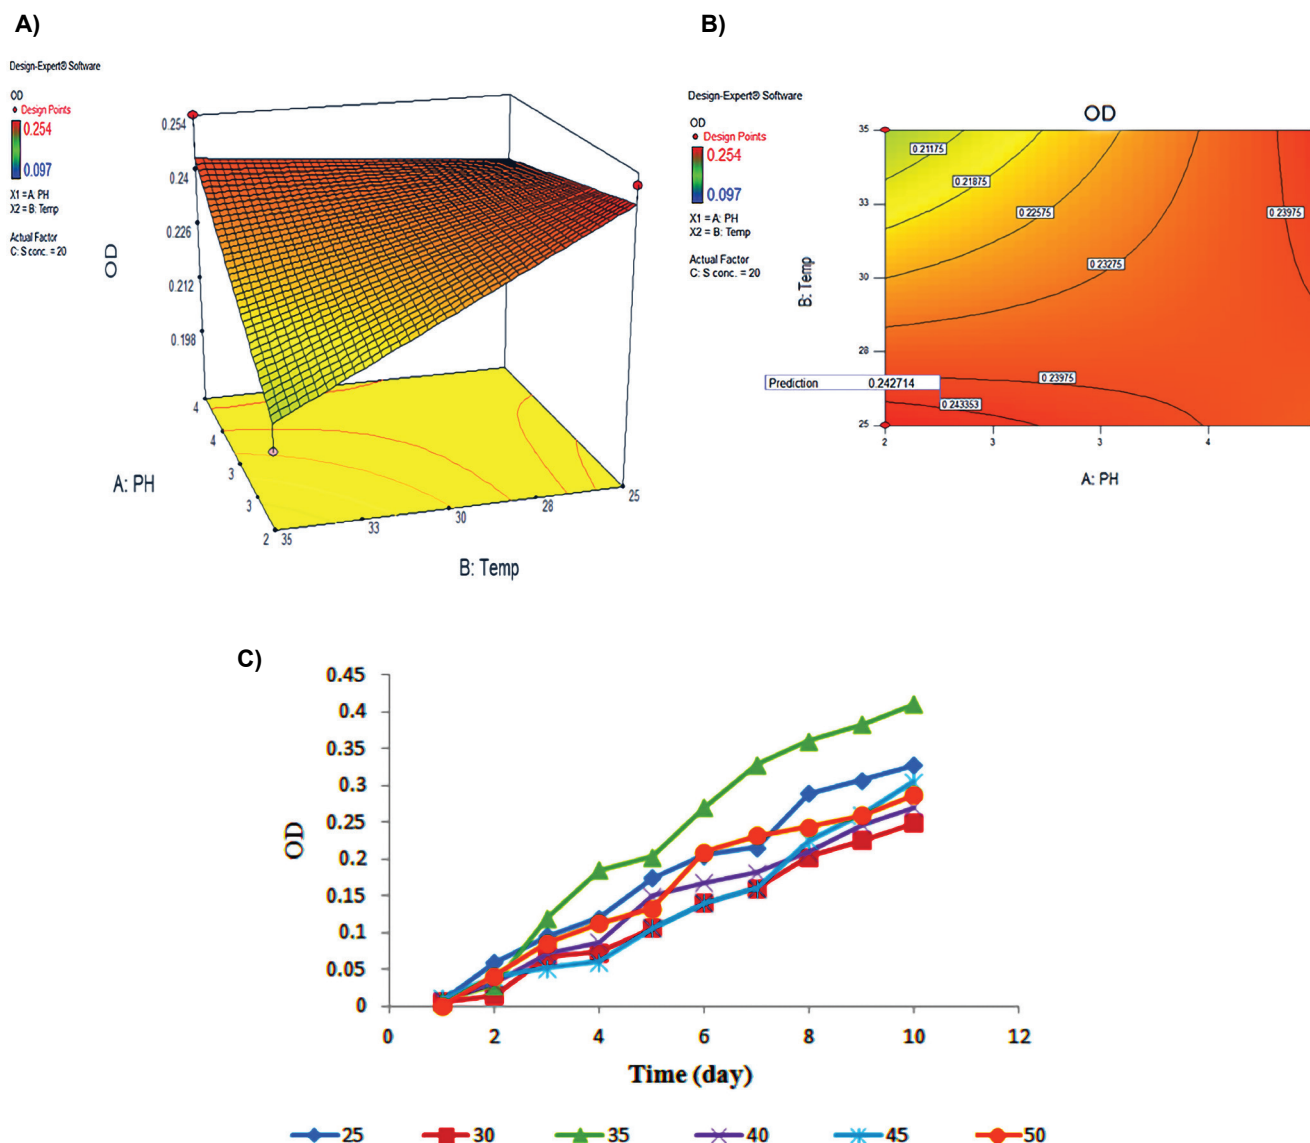 A)
Design-Expert® Software
OD
Design Points
0.254
0.097
X1 = A: PH
X2 = B: Temp
Actual Factor
C: S conc. = 20
0.254
0.24
0.226
0.212
0.198
OD
4
4
3
3
2
A: PH
35
33
30
28
25
B: Temp
B)
Design-Expert® Software
OD
Design Points
0.254
0.097
X1 = A: PH
X2 = B: Temp
Actual Factor
C: S conc. = 20
OD
35
33
30
28
25
B: Temp
0.21175
0.21875
0.22575
0.23275
0.23975
0.23975
0.243353
Prediction 0.242714
2
3
3
4
A: PH
C)
0.45
0.4
0.35
0.3
0.25
0.2
0.15
0.1
0.05
0
OD
0 2 4 6 8 10 12
Time (day)
25 30 35 40 45 50